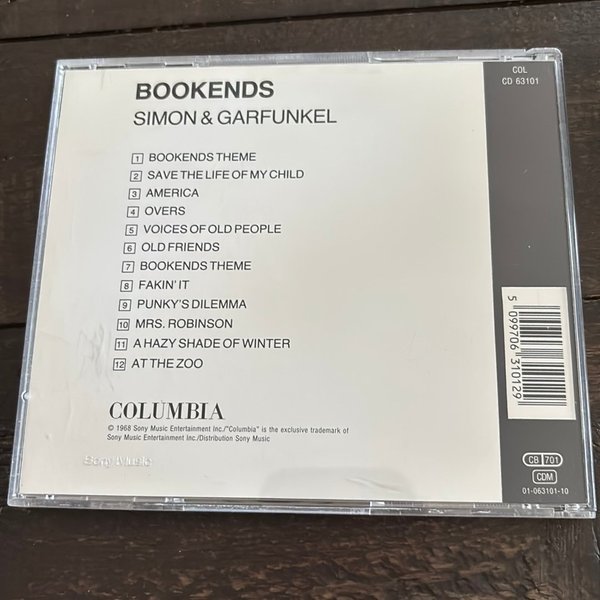 COL
CD 63101
BOOKENDS
SIMON & GARFUNKEL
1 BOOKENDS THEME
2 SAVE THE LIFE OF MY CHILD
3 AMERICA
4 OVERS
5 VOICES OF OLD PEOPLE
6 OLD FRIENDS
7 BOOKENDS THEME
8 FAKIN' IT
9 PUNKY'S DILEMMA
10 MRS. ROBINSON
11 A HAZY SHADE OF WINTER
12 AT THE ZOO
5 099706 310129
COLUMBIA
© 1968 Sony Music Entertainment Inc./"Columbia" is the exclusive trademark of
Sony Music Entertainment Inc./Distribution Sony Music
Sony Music
CB 701
CDM
01-063101-10